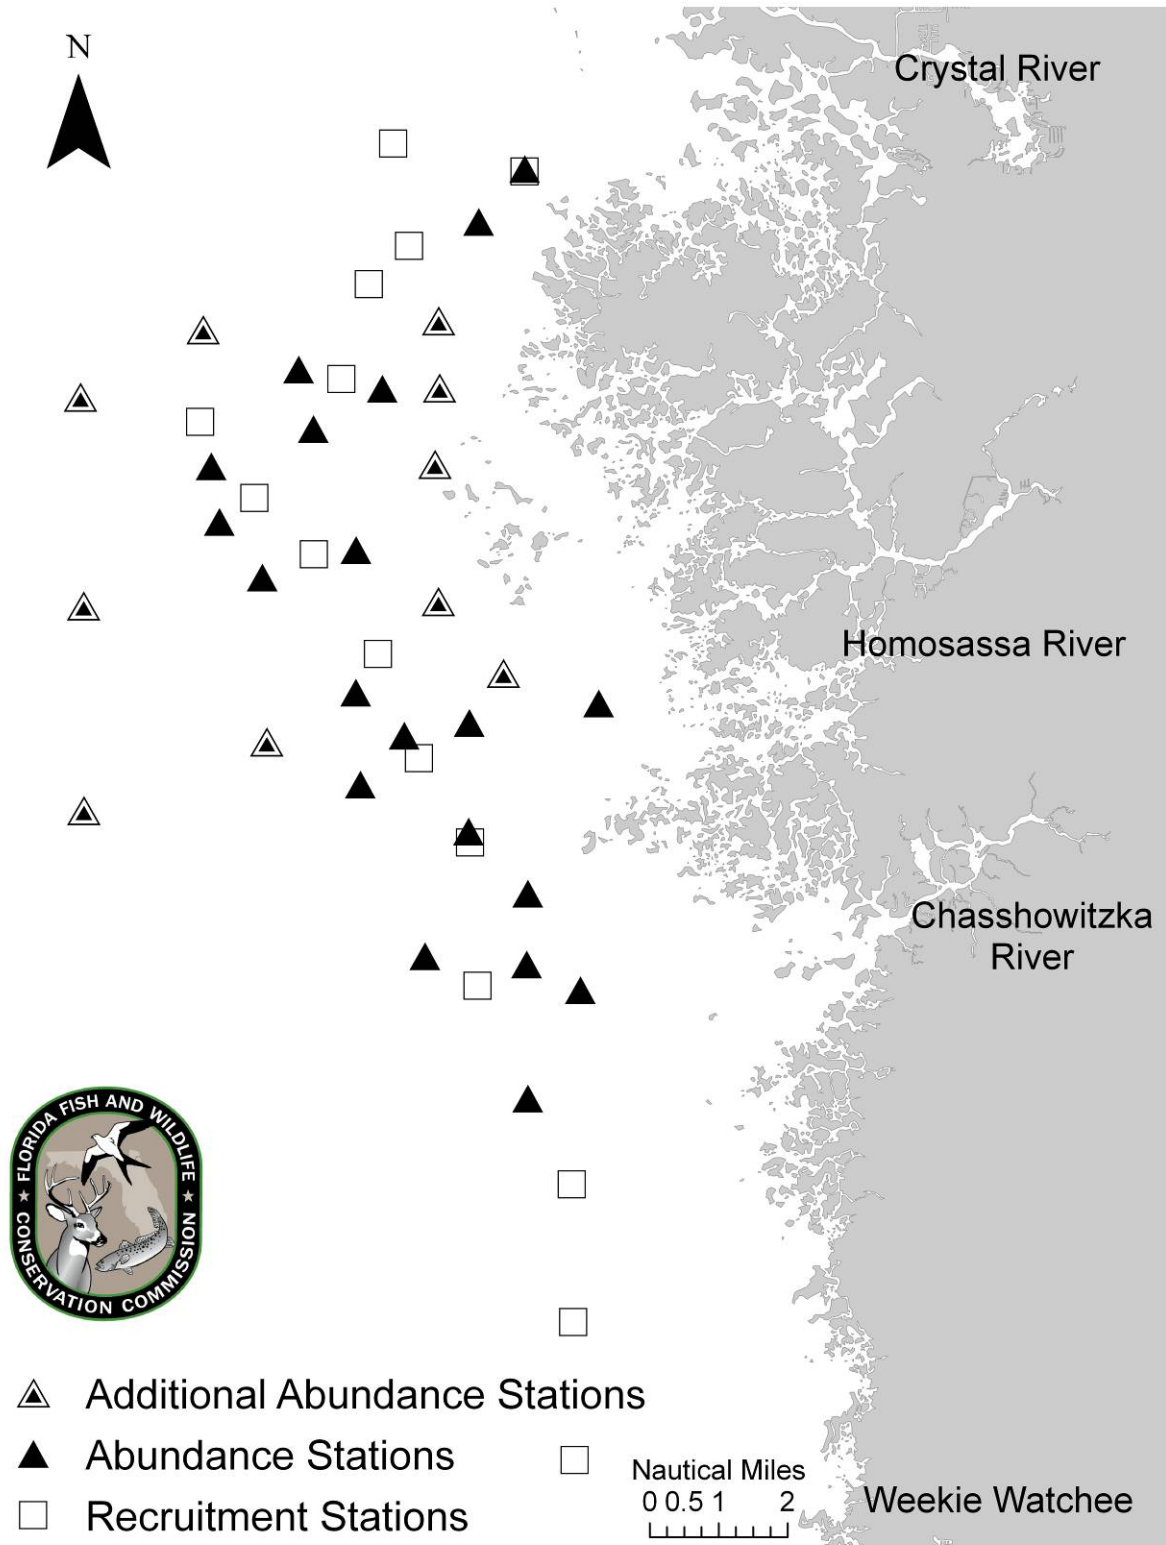 N
Crystal River
Homosassa River
Chasshowitzka
River
FLORIDA FISH AND WILDLIFE
CONSERVATION COMMISSION
Additional Abundance Stations
Abundance Stations
Recruitment Stations
Nautical Miles
0 0.5 1 2
Weekie Watchee